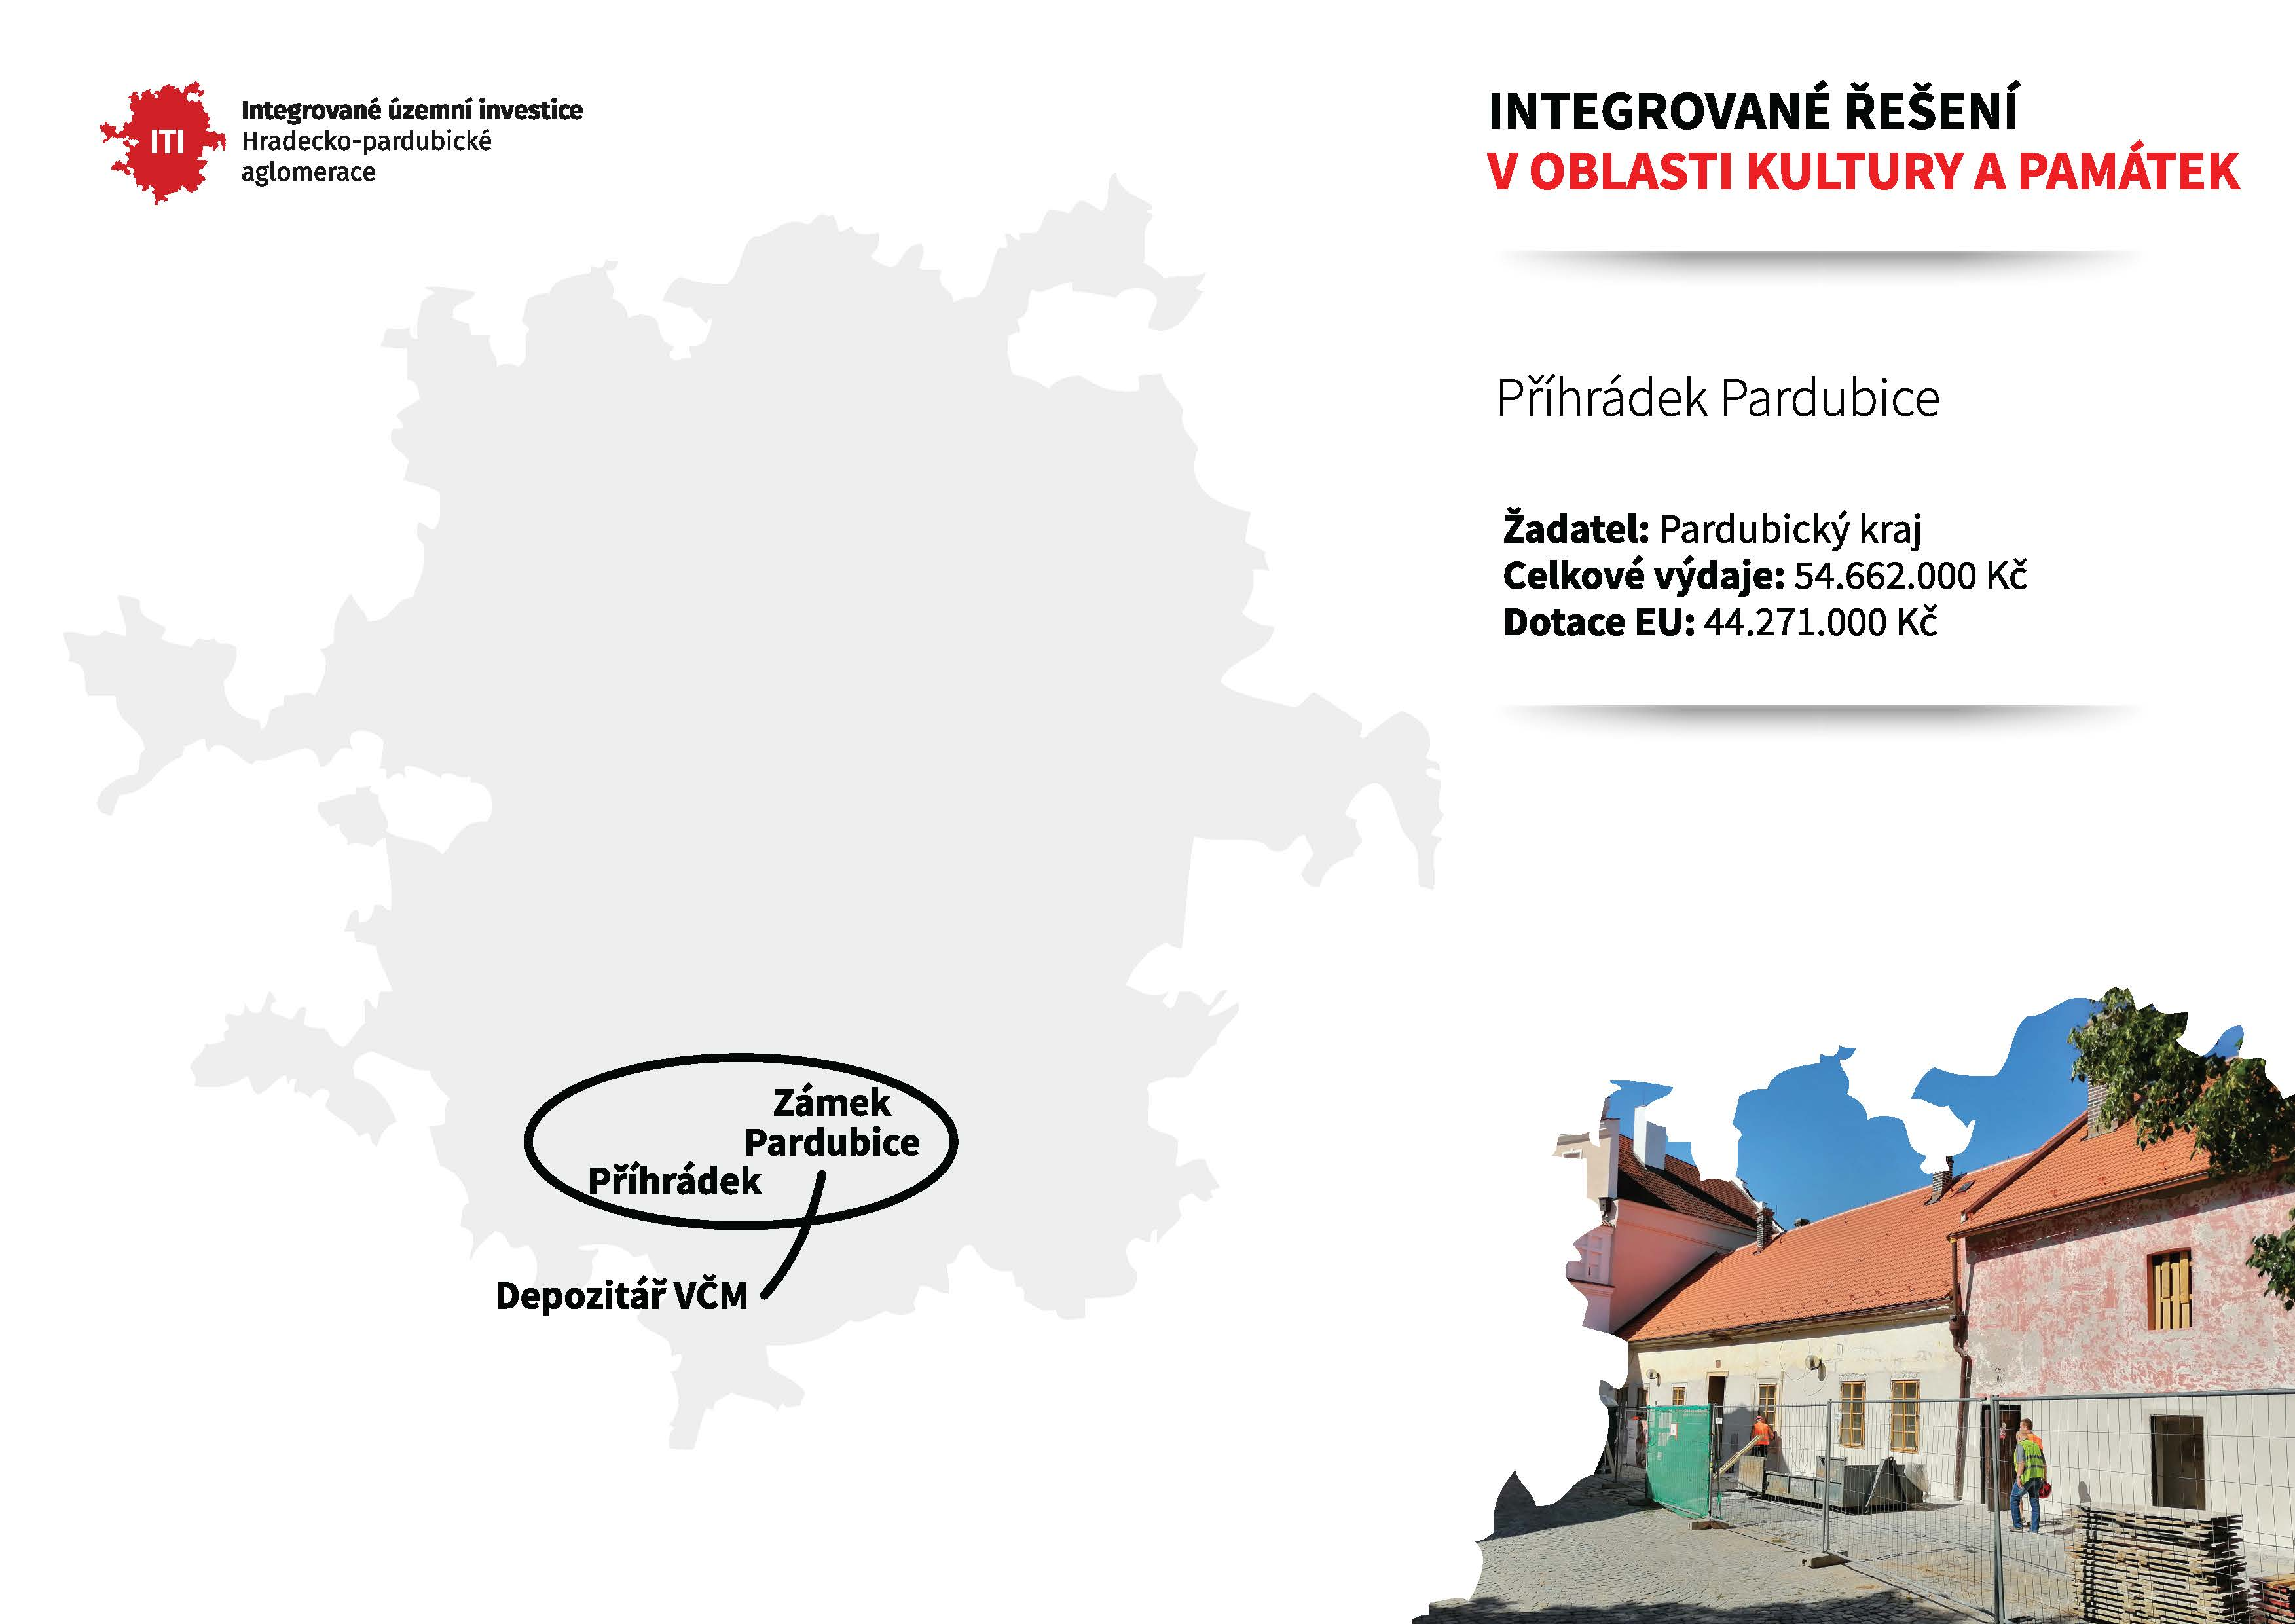 ITI
Integrované územní investice
Hradecko-pardubické
aglomerace
INTEGROVANÉ ŘEŠENÍ
V OBLASTI KULTURY A PAMÁTEK
Příhrádek Pardubice
Žadatel: Pardubický kraj
Celkové výdaje: 54.662.000 Kč
Dotace EU: 44.271.000 Kč
Zámek
Pardubice
Příhrádek
Depozitář VČM